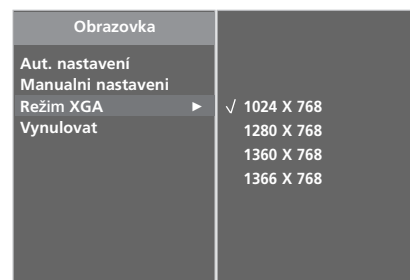 Obrazovka
Aut. nastavení
Manualni nastaveni
Režim XGA ►
Vynulovat
√ 1024 X 768
1280 X 768
1360 X 768
1366 X 768